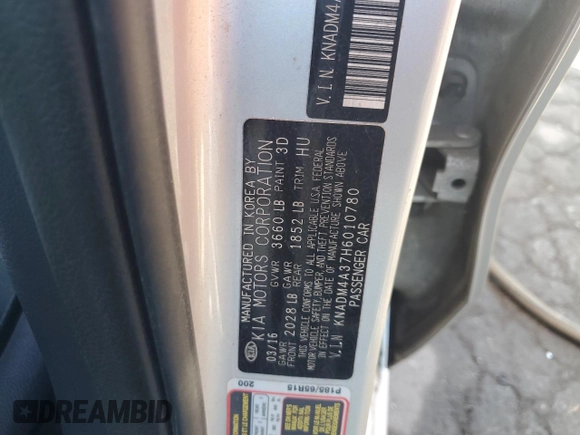 V.I.N KNADM4
MANUFACTURED IN KOREA BY
KIA MOTORS CORPORATION
03/16 GVWR 3660 LB PAINT 3D
GAWR FRONT 2028 LB GAWR REAR 1852 LB TRIM HU
THIS VEHICLE CONFORMS TO ALL APPLICABLE U.S.A. FEDERAL
MOTOR VEHICLE SAFETY, BUMPER, AND THEFT PREVENTION STANDARDS
IN EFFECT ON THE DATE OF MANUFACTURE SHOWN ABOVE
V.I.N KNADM4A37H6010780
PASSENGER CAR
P185/65R15
200
DREAMBID